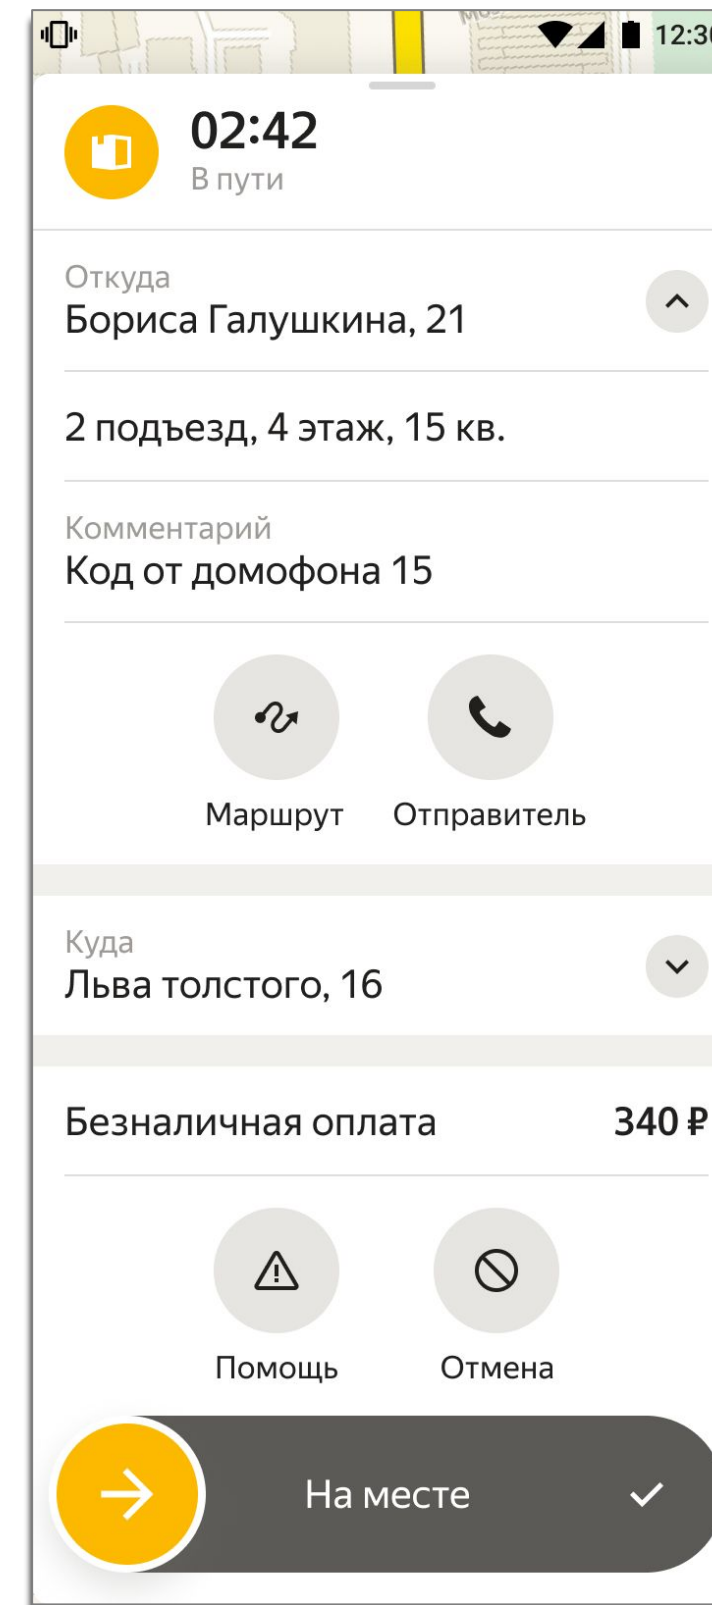 12:30
02:42
В пути
Откуда
Бориса Галушкина, 21
2 подъезд, 4 этаж, 15 кв.
Комментарий
Код от домофона 15
Маршрут Отправитель
Куда
Льва толстого, 16
Безналичная оплата 340 ₽
Помощь Отмена
На месте